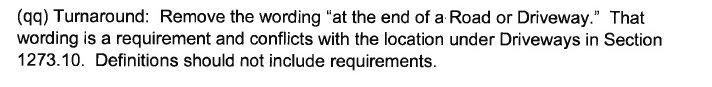 (qq) Turnaround:  Remove the wording “at the end of a Road or Driveway.”  That
wording is a requirement and conflicts with the location under Driveways in Section
1273.10.  Definitions should not include requirements.